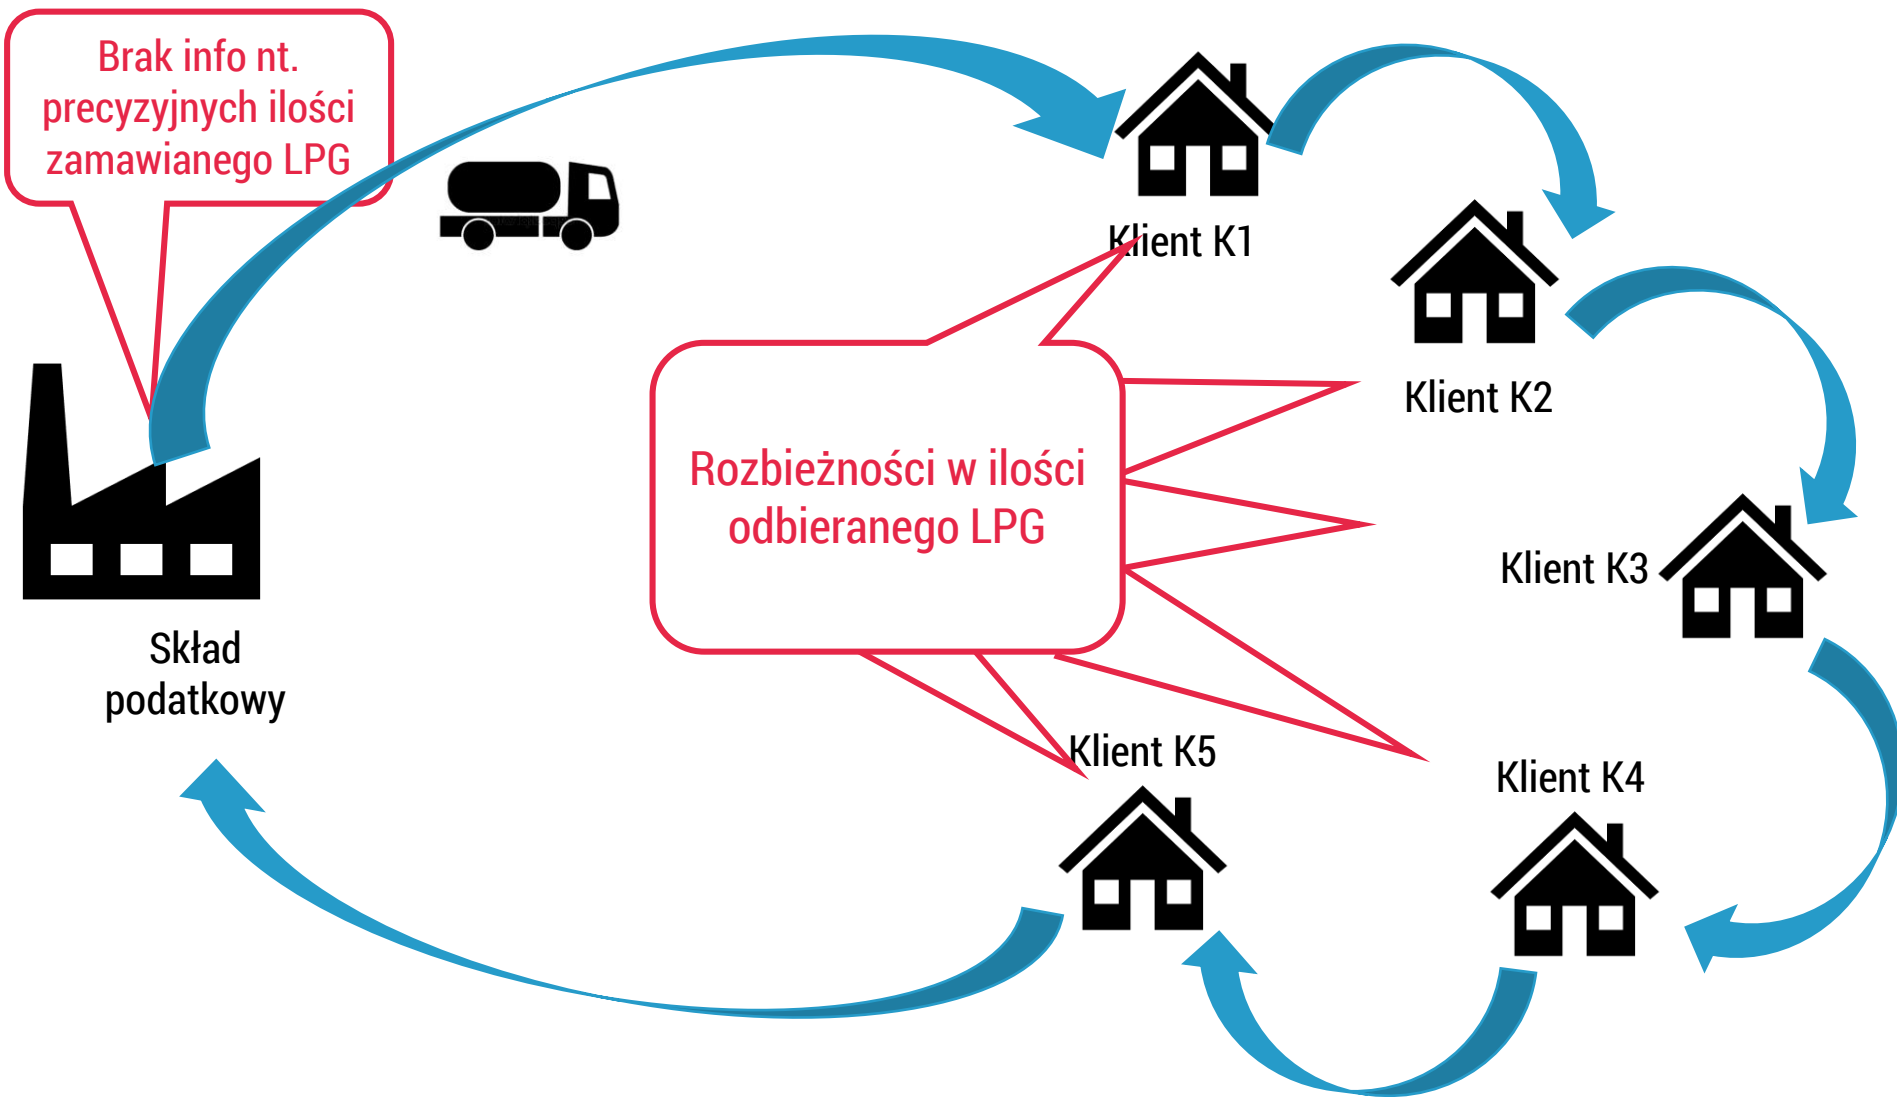 Brak info nt.
precyzyjnych ilości
zamawianego LPG
Klient K1
Klient K2
Rozbieżności w ilości
odbieranego LPG
Klient K3
Skład
podatkowy
Klient K5
Klient K4